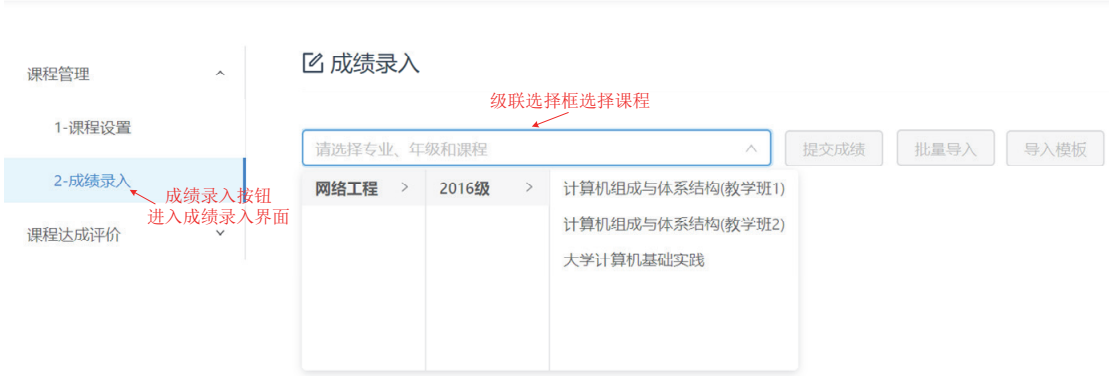 课程管理
1-课程设置
2-成绩录入
成绩录入按钮
进入成绩录入界面
课程达成评价
成绩录入
级联选择框选择课程
请选择专业、年级和课程
提交成绩
批量导入
导入模板
网络工程
2016级
计算机组成与体系结构(教学班1)
计算机组成与体系结构(教学班2)
大学计算机基础实践